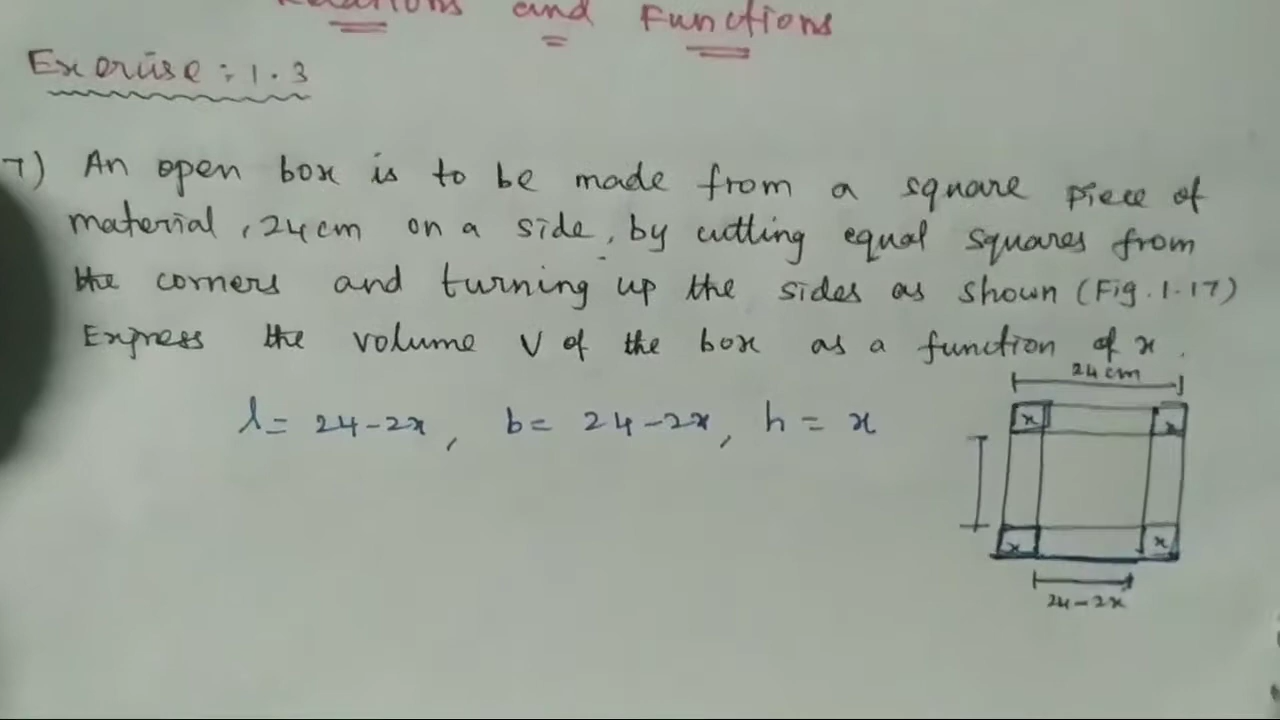 and Functions
Exercise : 1.3
7) An open box is to be made from a square piece of
material, 24cm on a side, by cutting equal squares from
the corners and turning up the sides as shown (Fig. 1.17)
Express the volume V of the box as a function of x.
24cm
l = 24-2x, b = 24-2x, h = x
x x
x x
24-2x